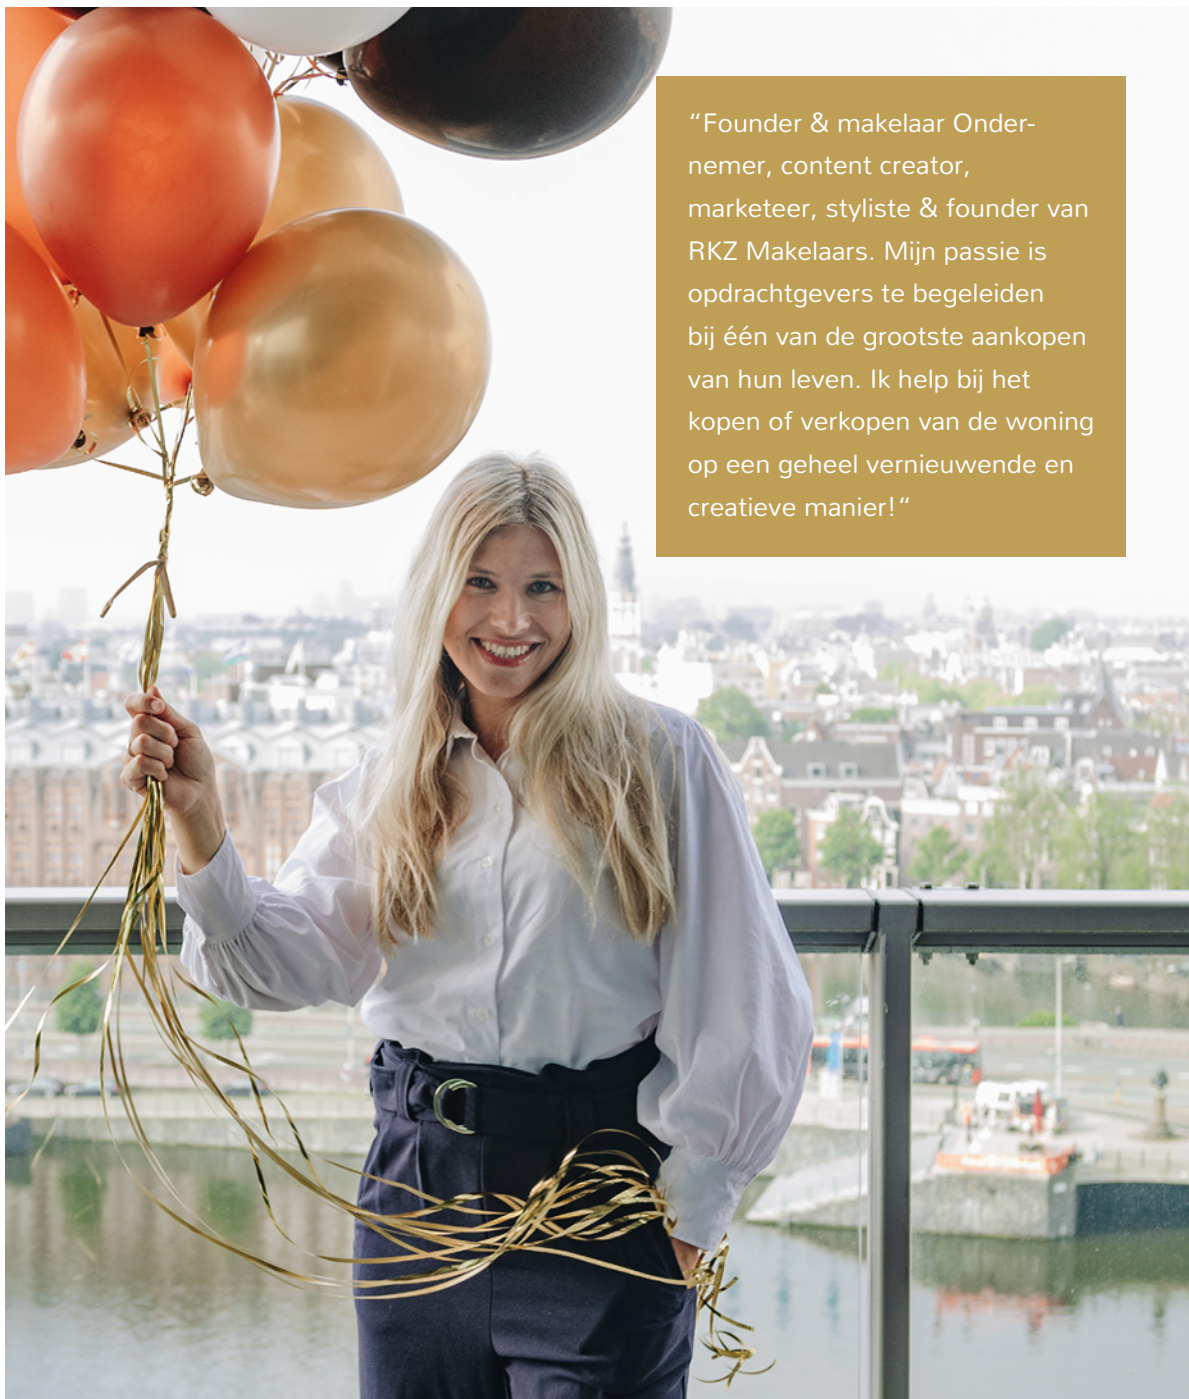 “Founder & makelaar Onder-
nemer, content creator,
marketeer, styliste & founder van
RKZ Makelaars. Mijn passie is
opdrachtgevers te begeleiden
bij één van de grootste aankopen
van hun leven. Ik help bij het
kopen of verkopen van de woning
op een geheel vernieuwende en
creatieve manier!“